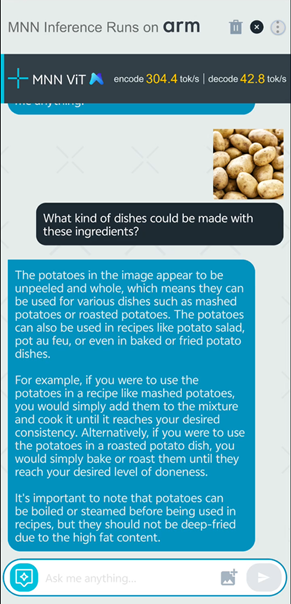 MNN Inference Runs on arm
MNN ViT encode 304.4 tok/s | decode 42.8 tok/s
me anything.
What kind of dishes could be made with
these ingredients?
The potatoes in the image appear to be
unpeeled and whole, which means they can
be used for various dishes such as mashed
potatoes or roasted potatoes. The potatoes
can also be used in recipes like potato salad,
pot au feu, or even in baked or fried potato
dishes.
For example, if you were to use the
potatoes in a recipe like mashed potatoes,
you would simply add them to the mixture
and cook it until it reaches your desired
consistency. Alternatively, if you were to use
the potatoes in a roasted potato dish, you
would simply bake or roast them until they
reach your desired level of doneness.
It's important to note that potatoes can
be boiled or steamed before being used in
recipes, but they should not be deep-fried
due to the high fat content.
Ask me anything...